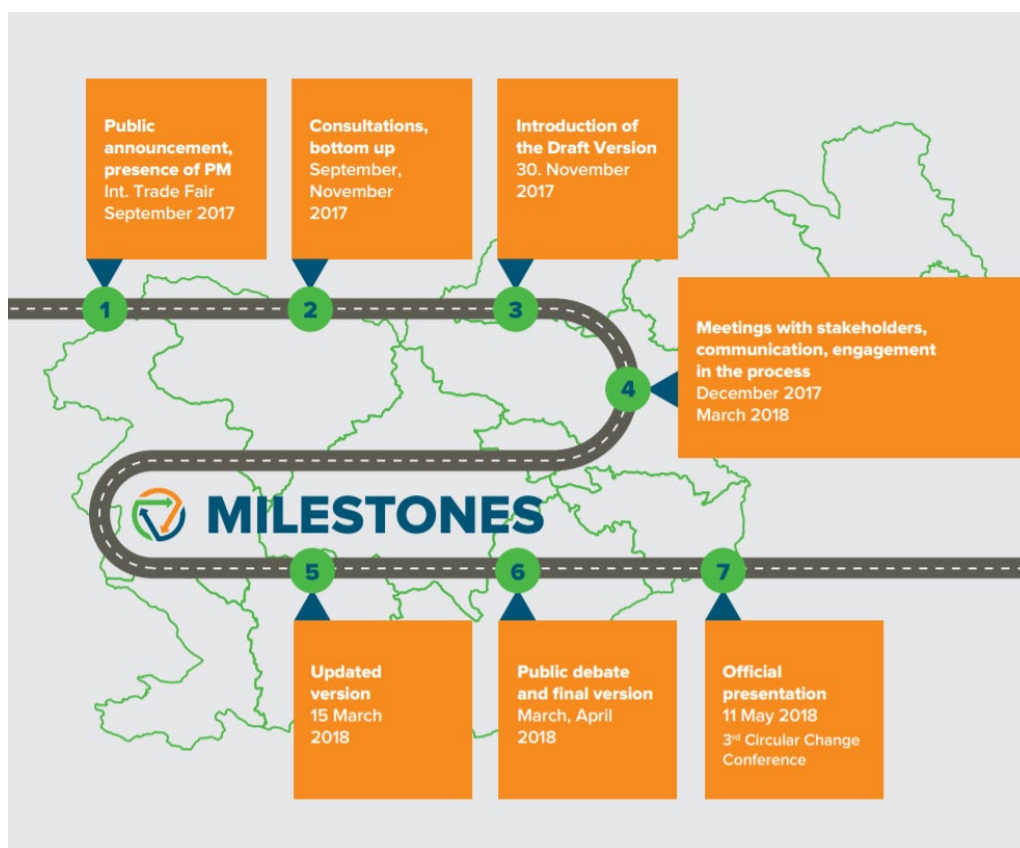 Public
announcement,
presence of PM
Int. Trade Fair
September 2017
Consultations,
bottom up
September,
November
2017
Introduction of
the Draft Version
30. November
2017
1
2
3
Meetings with stakeholders,
communication, engagement
in the process
December 2017
March 2018
4
MILESTONES
5
6
7
Updated
version
15 March
2018
Public debate
and final version
March, April
2018
Official
presentation
11 May 2018
3rd Circular Change
Conference